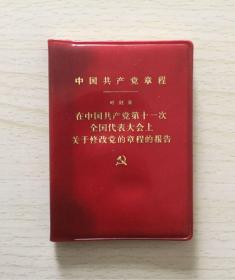 中国共产党章程
叶剑英
在中国共产党第十一次
全国代表大会上
关于修改党的章程的报告